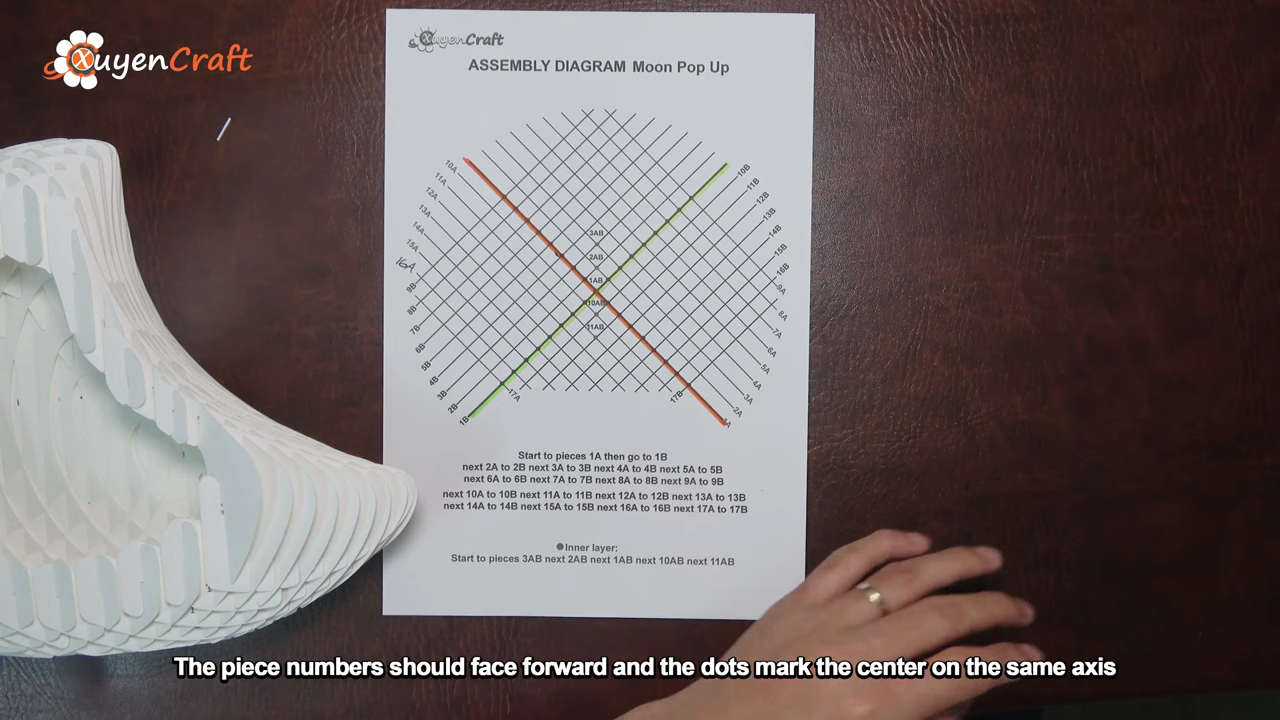 XuyenCraft
XuyenCraft
ASSEMBLY DIAGRAM Moon Pop Up
10A
11A
12A
13A
14A
15A
16A
9B
8B
7B
6B
5B
4B
3B
2B
1B
10B
11B
12B
13B
14B
15B
16B
9A
8A
7A
6A
5A
4A
3A
2A
1A
3AB
2AB
1AB
10AB
11AB
17A
17B
Start to pieces 1A then go to 1B
next 2A to 2B next 3A to 3B next 4A to 4B next 5A to 5B
next 6A to 6B next 7A to 7B next 8A to 8B next 9A to 9B
next 10A to 10B next 11A to 11B next 12A to 12B next 13A to 13B
next 14A to 14B next 15A to 15B next 16A to 16B next 17A to 17B
Inner layer;
Start to pieces 3AB next 2AB next 1AB next 10AB next 11AB
The piece numbers should face forward and the dots mark the center on the same axis